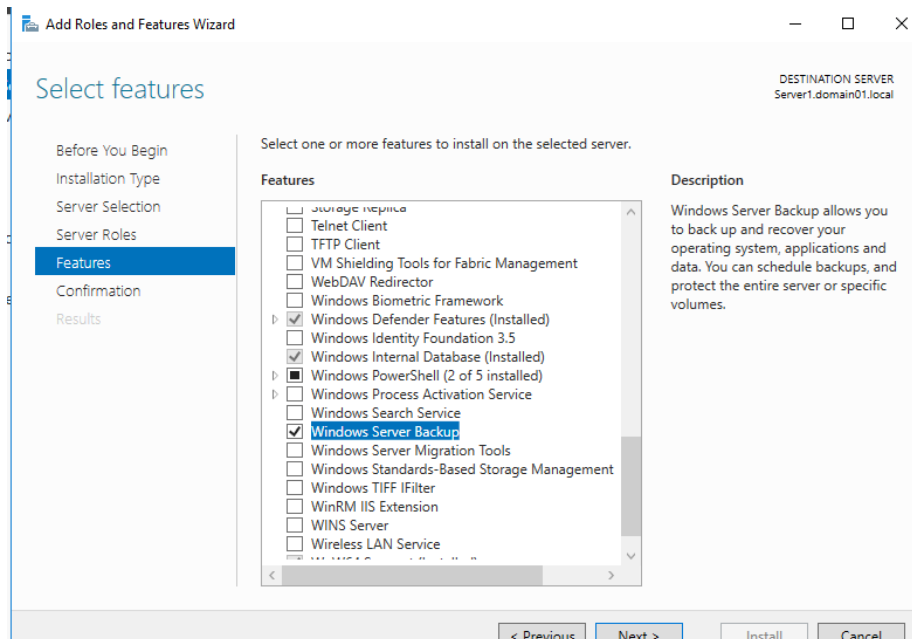 Add Roles and Features Wizard
Select features
DESTINATION SERVER
Server1.domain01.local
Before You Begin
Installation Type
Server Selection
Server Roles
Features
Confirmation
Results
Select one or more features to install on the selected server.
Features
Storage Replica
Telnet Client
TFTP Client
VM Shielding Tools for Fabric Management
WebDAV Redirector
Windows Biometric Framework
Windows Defender Features (Installed)
Windows Identity Foundation 3.5
Windows Internal Database (Installed)
Windows PowerShell (2 of 5 installed)
Windows Process Activation Service
Windows Search Service
Windows Server Backup
Windows Server Migration Tools
Windows Standards-Based Storage Management
Windows TIFF IFilter
WinRM IIS Extension
WINS Server
Wireless LAN Service
Description
Windows Server Backup allows you
to back up and recover your
operating system, applications and
data. You can schedule backups, and
protect the entire server or specific
volumes.
< Previous
Next >
Install
Cancel